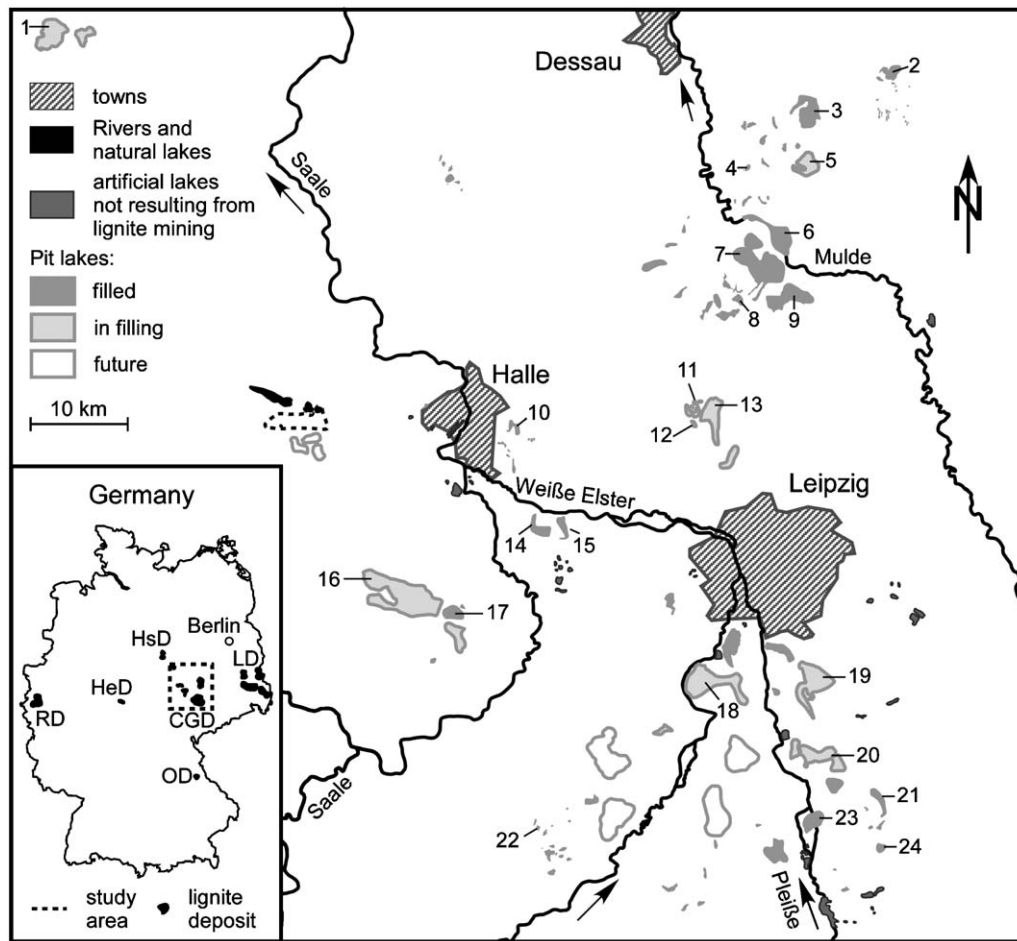 1
towns
Rivers and
natural lakes
artificial lakes
not resulting from
lignite mining
Pit lakes:
filled
in filling
future
10 km
Dessau
2
3
4
5
N
Saale
6
7
Mulde
8
9
Halle
10
11
12
13
Weiße Elster
Leipzig
14
15
16
17
18
19
20
21
22
23
24
Saale
Pleiße
Germany
Berlin
HsD
LD
HeD
RD
CGD
OD
study
area
lignite
deposit